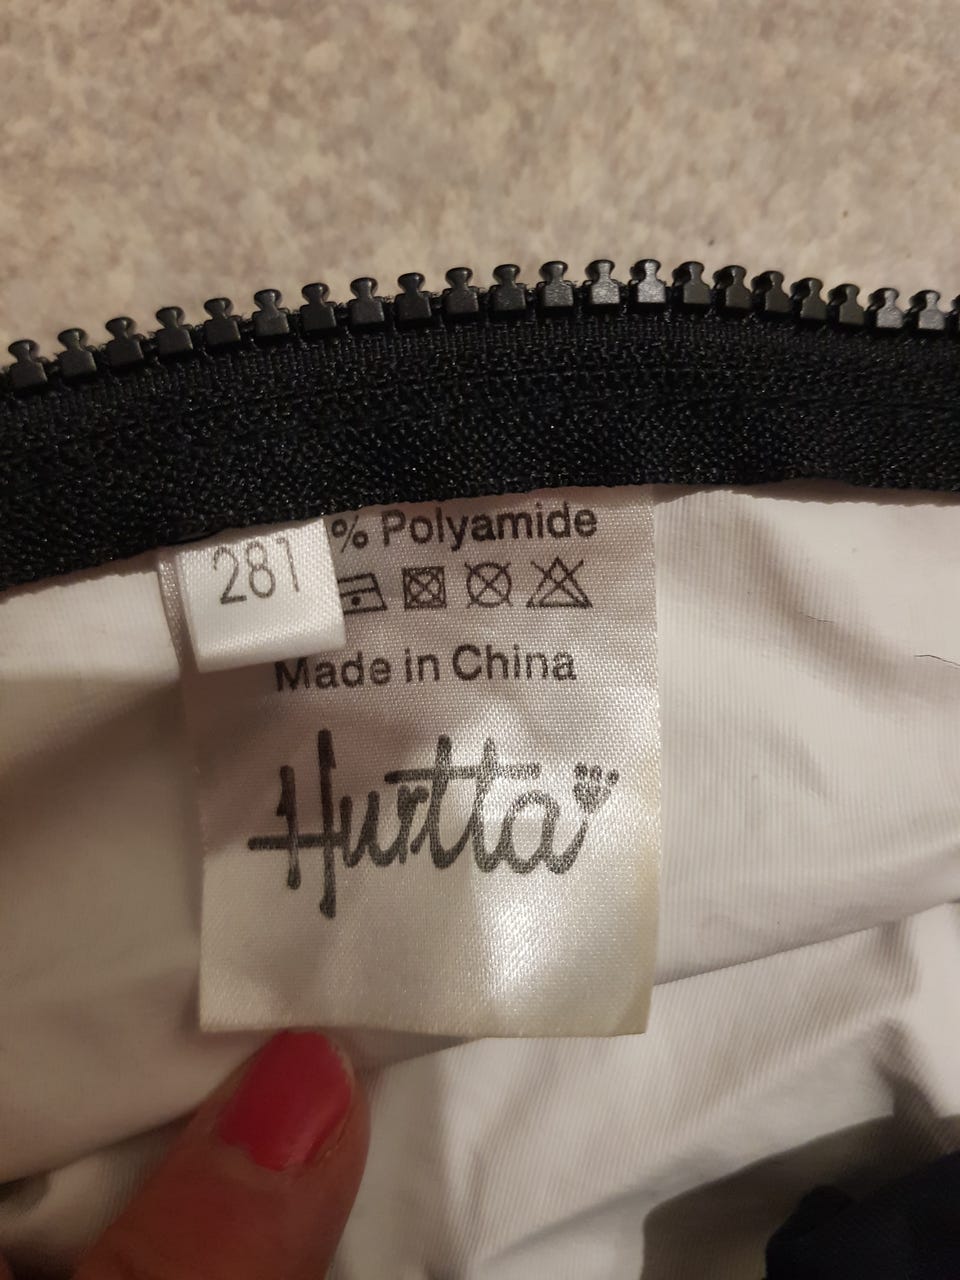 % Polyamide
281
Made in China
Hurtta